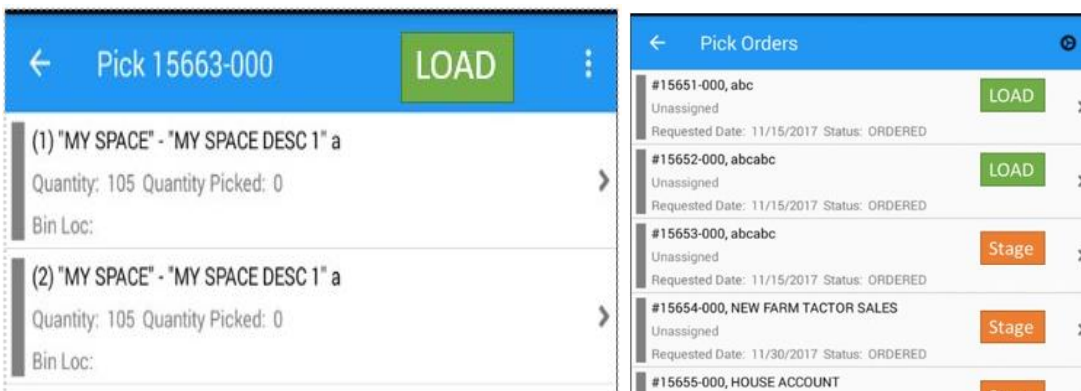 Pick 15663-000 LOAD
(1) "MY SPACE" - "MY SPACE DESC 1" a
Quantity: 105 Quantity Picked: 0
Bin Loc:
(2) "MY SPACE" - "MY SPACE DESC 1" a
Quantity: 105 Quantity Picked: 0
Bin Loc:
Pick Orders
#15651-000, abc
LOAD
Unassigned
Requested Date: 11/15/2017 Status: ORDERED
#15652-000, abcabc
LOAD
Unassigned
Requested Date: 11/15/2017 Status: ORDERED
#15653-000, abcabc
Stage
Unassigned
Requested Date: 11/15/2017 Status: ORDERED
#15654-000, NEW FARM TACTOR SALES
Stage
Unassigned
Requested Date: 11/30/2017 Status: ORDERED
#15655-000, HOUSE ACCOUNT